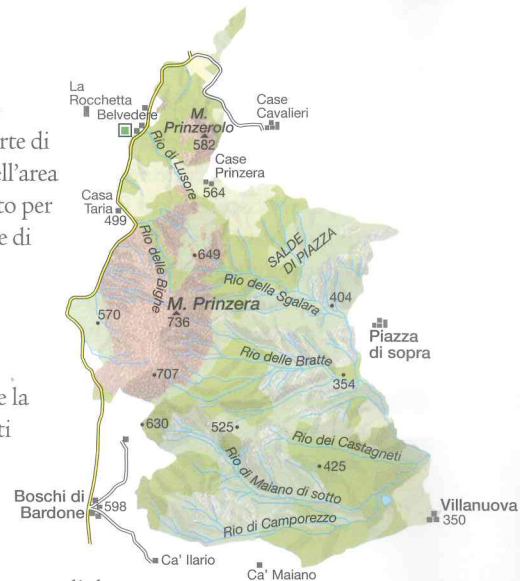 La
Rocchetta
Belvedere
M.
Prinzerolo
582
Case
Cavalieri
Rio di Lusore
Case
Prinzera
564
Casa
Taria
499
rte di
ell'area
to per
e di
Rio delle Bighe
649
SALDE
DI PIAZZA
Rio della Sgalara
404
570
M. Prinzera
736
Piazza
di sopra
Rio delle Bratte
354
707
e la
ti
630
525
Rio dei Castagneti
425
Rio di Maiano di sotto
Boschi di
Bardone
598
Villanuova
350
Rio di Camporezzo
Ca' Ilario
Ca' Maiano